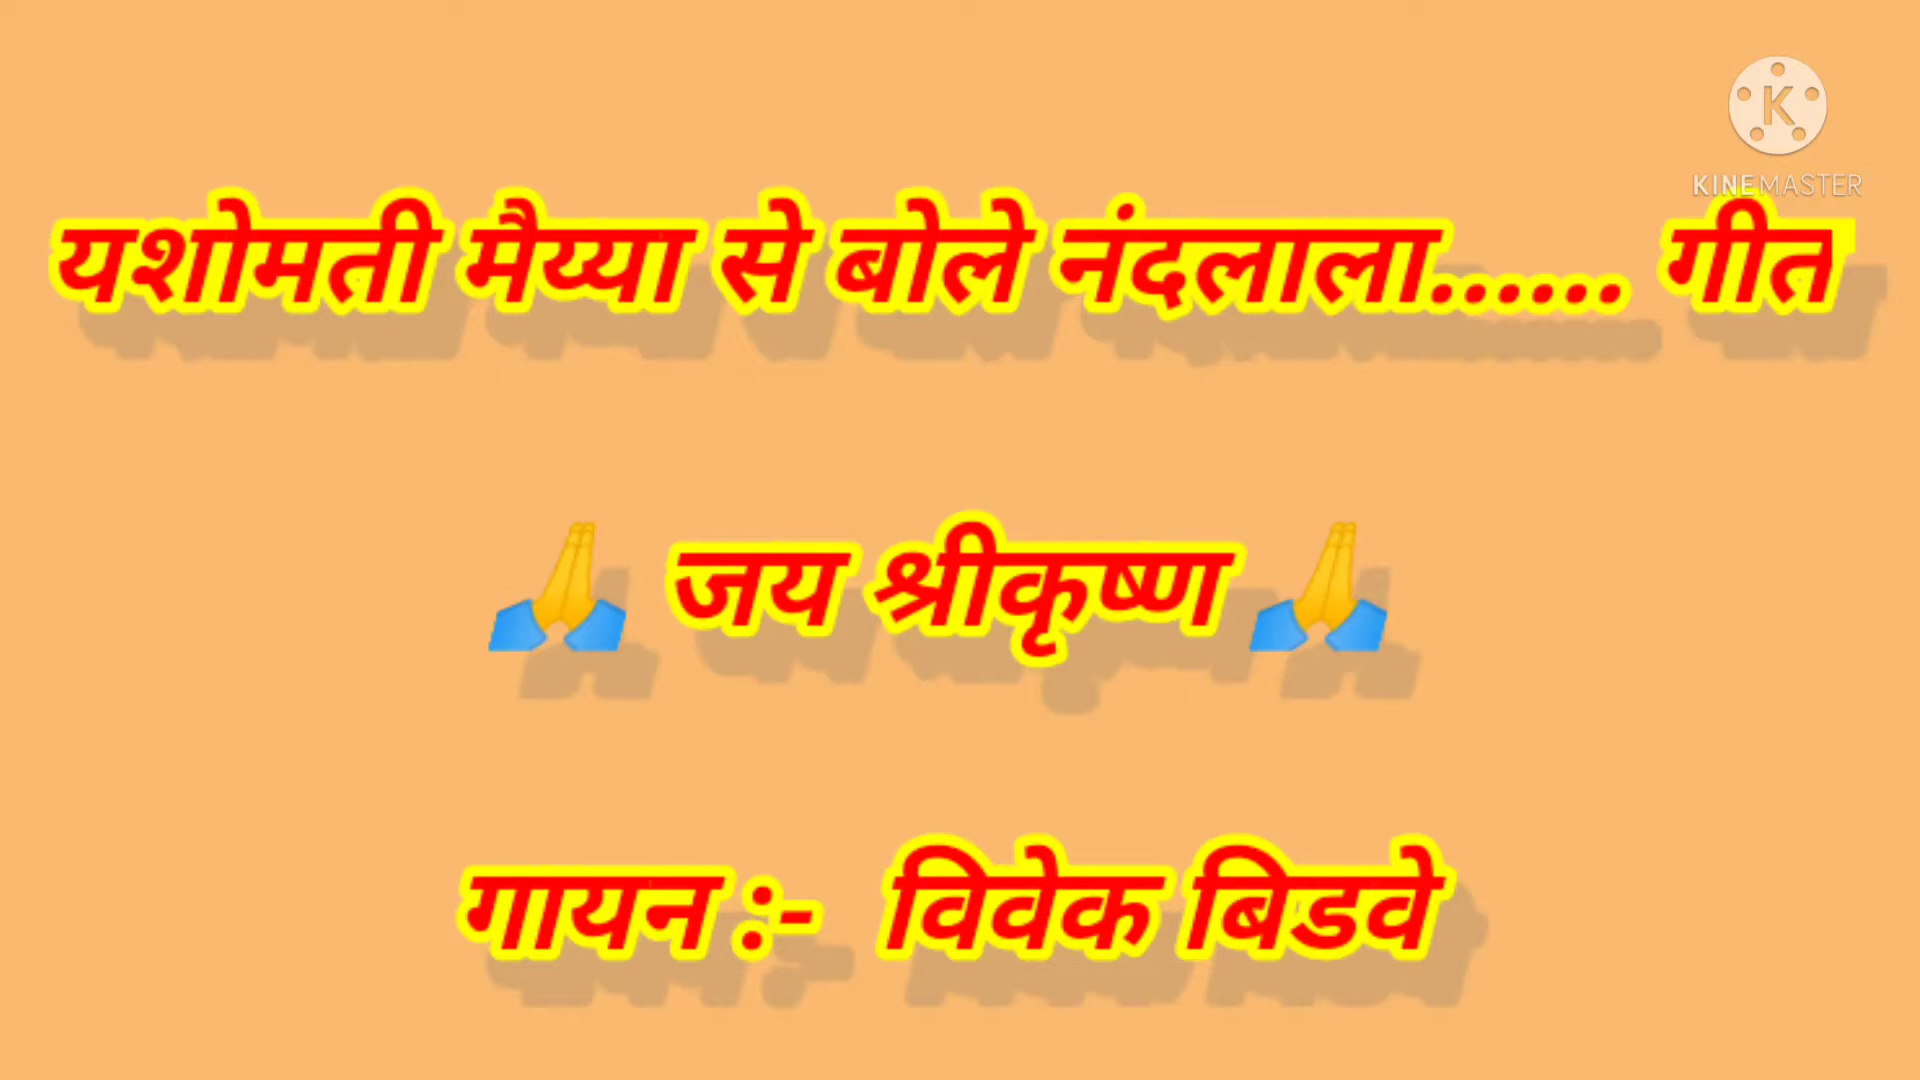 KINEMASTER
यशोमती मैय्या से बोले नंदलाला...... गीत
🙏 जय श्रीकृष्ण 🙏
गायन :- विवेक बिडवे